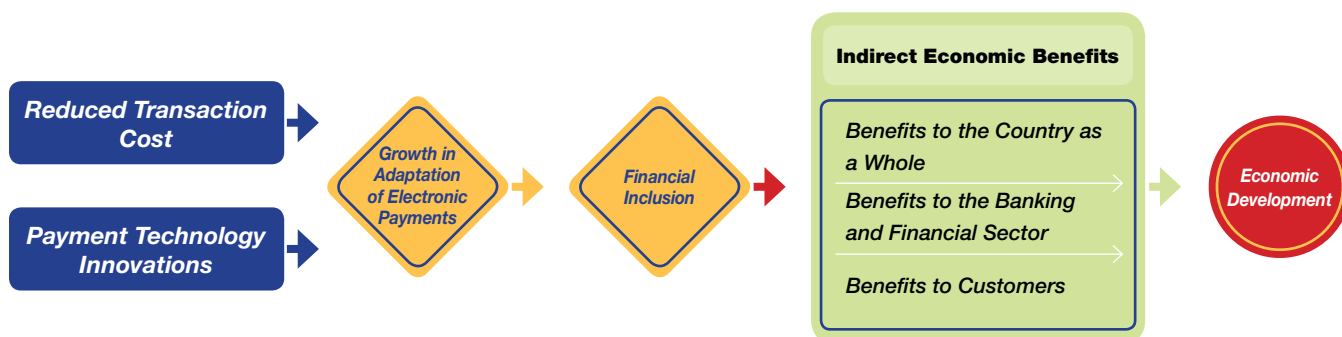 Reduced Transaction
Cost
Payment Technology
Innovations
Growth in
Adaptation
of Electronic
Payments
Financial
Inclusion
Indirect Economic Benefits
Benefits to the Country as
a Whole
Benefits to the Banking
and Financial Sector
Benefits to Customers
Economic
Development